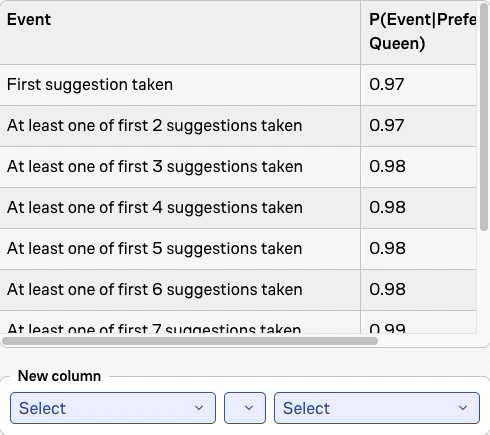 Event P(Event|Prefe
Queen)
First suggestion taken 0.97
At least one of first 2 suggestions taken 0.97
At least one of first 3 suggestions taken 0.98
At least one of first 4 suggestions taken 0.98
At least one of first 5 suggestions taken 0.98
At least one of first 6 suggestions taken 0.98
At least one of first 7 suggestions taken 0.99
New column
Select Select